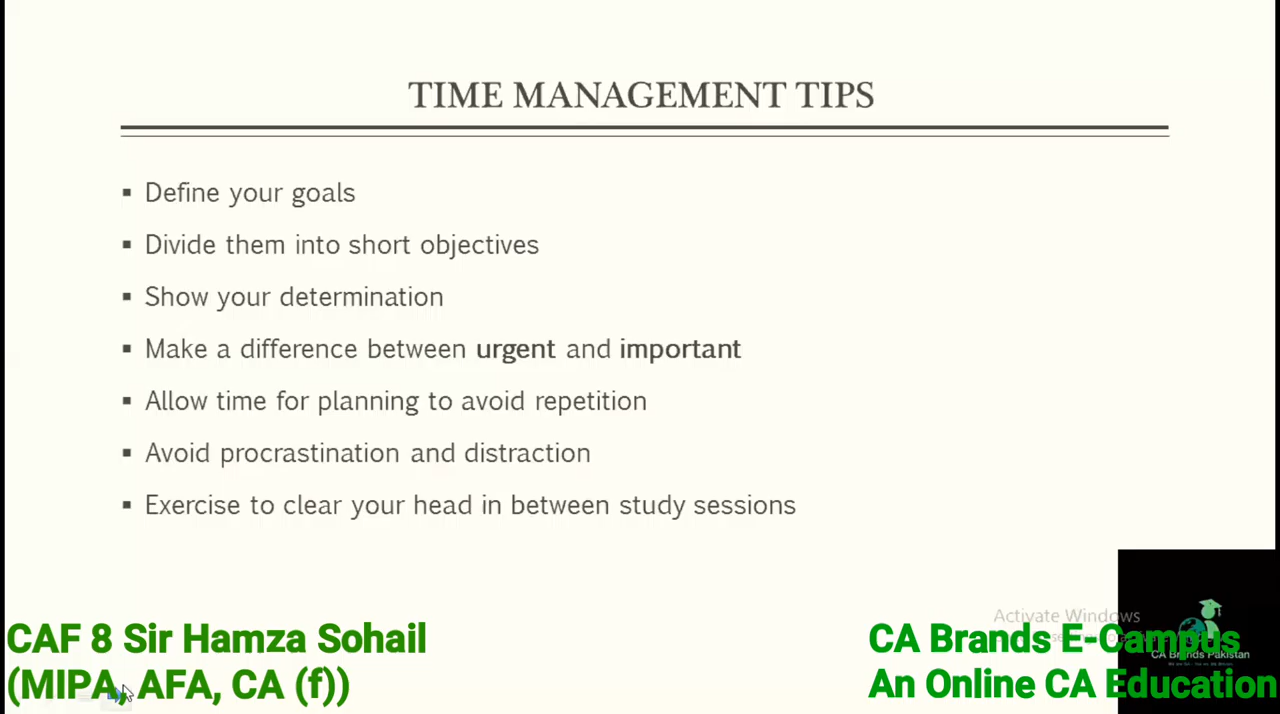 TIME MANAGEMENT TIPS
▪ Define your goals
▪ Divide them into short objectives
▪ Show your determination
▪ Make a difference between urgent and important
▪ Allow time for planning to avoid repetition
▪ Avoid procrastination and distraction
▪ Exercise to clear your head in between study sessions
Activate Windows
CAF 8 Sir Hamza Sohail
(MIPA, AFA, CA (f))
CA Brands E-Campus
An Online CA Education
CA Brands Pakistan